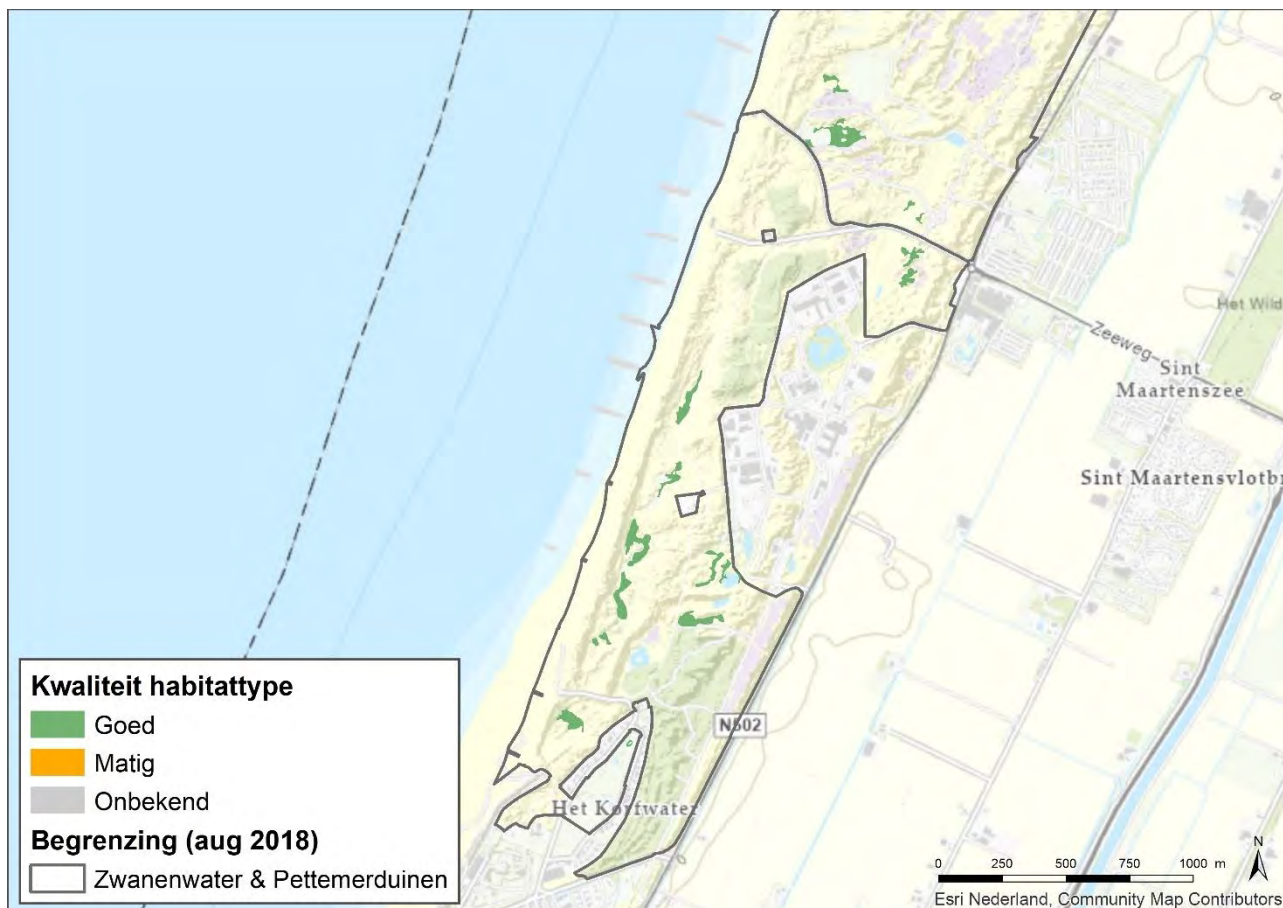 Het Wild
Zeeweg
Sint
Maartenszee
Sint Maartensvlotb
N502
Het Korfwater
Kwaliteit habitattype
Goed
Matig
Onbekend
Begrenzing (aug 2018)
Zwanenwater & Pettemerduinen
0 250 500 750 1000 m
N
Esri Nederland, Community Map Contributors